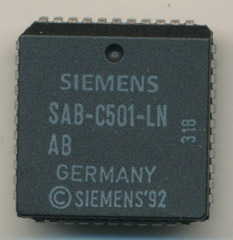 SIEMENS
SAB-C501-LN
AB
318
GERMANY
© SIEMENS'92